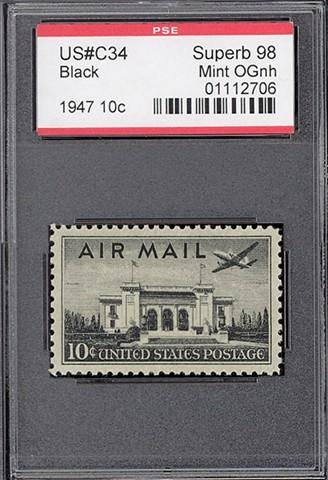 PSE
US#C34 Superb 98
Black Mint OGnh
01112706
1947 10c
AIR MAIL
10¢ UNITED STATES POSTAGE